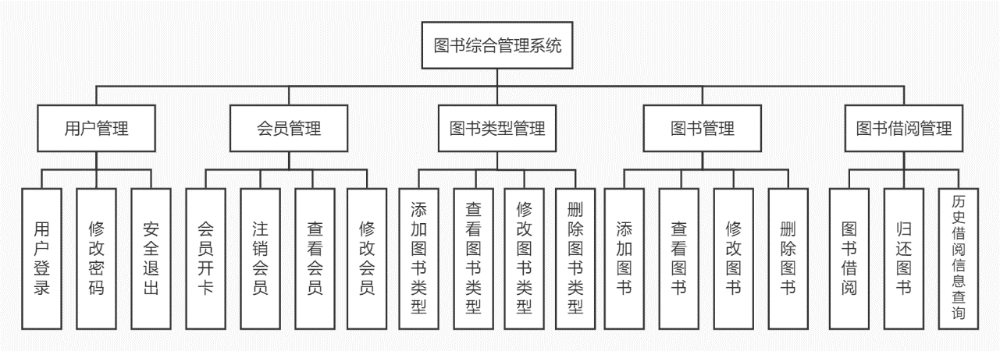 图书综合管理系统
用户管理
会员管理
图书类型管理
图书管理
图书借阅管理
用户登录
修改密码
安全退出
会员开卡
注销会员
查看会员
修改会员
添加图书类型
查看图书类型
修改图书类型
删除图书类型
添加图书
查看图书
修改图书
删除图书
图书借阅
归还图书
历史借阅信息查询